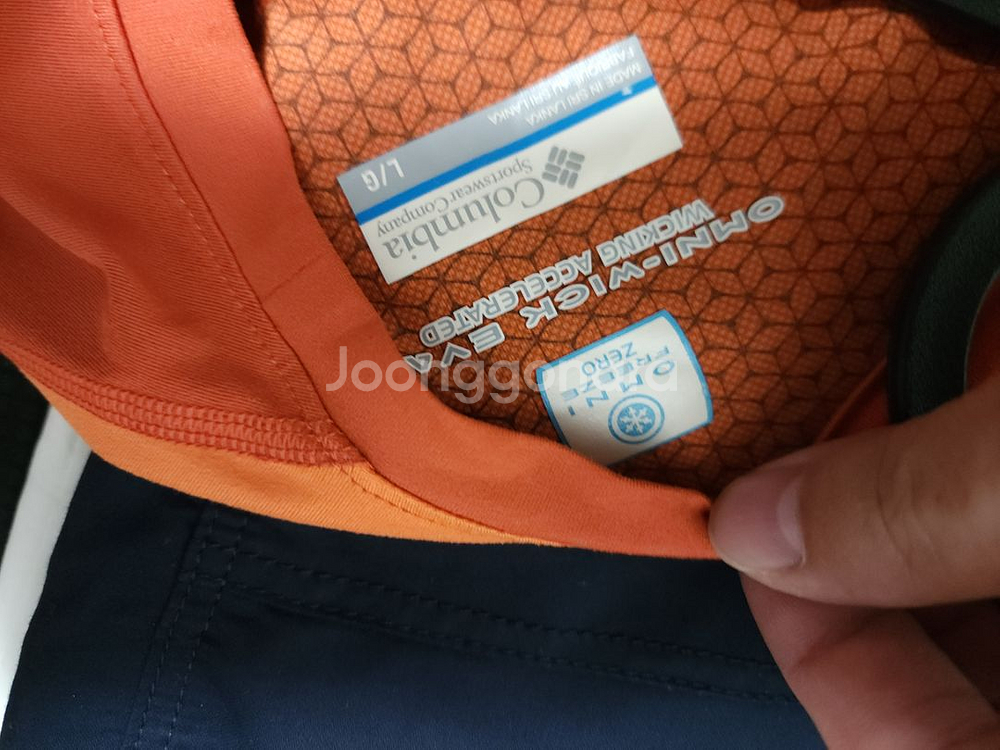 Columbia
Sportswear Company
L/G
MADE IN SRI LANKA
FABRIQUÉ AU SRI LANKA
OMNI-WICK EVAP
WICKING ACCELERATED
OMNI-
FREEZE
ZERO
Joonggonara